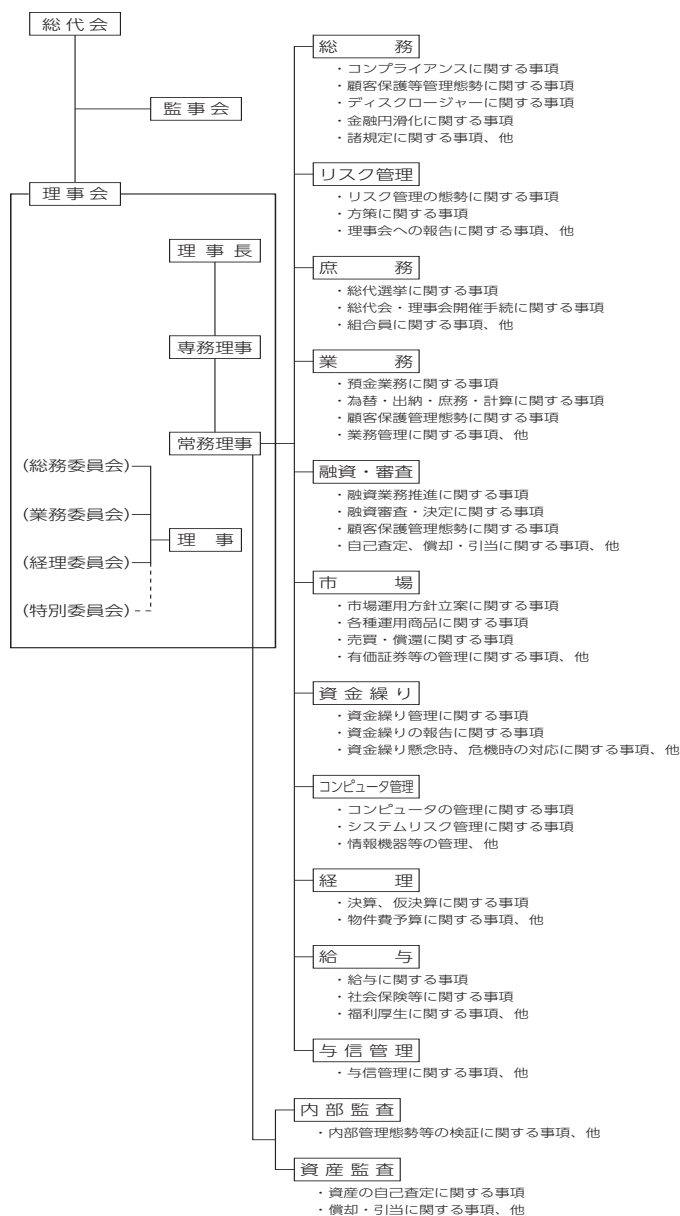 総代会
監事会
理事会
理事長
専務理事
常務理事
(総務委員会)
(業務委員会)
理事
(経理委員会)
(特別委員会)
総務
・コンプライアンスに関する事項
・顧客保護等管理態勢に関する事項
・ディスクロージャーに関する事項
・金融円滑化に関する事項
・諸規定に関する事項、他
リスク管理
・リスク管理の態勢に関する事項
・方策に関する事項
・理事会への報告に関する事項、他
庶務
・総代選挙に関する事項
・総代会・理事会開催手続に関する事項
・組合員に関する事項、他
業務
・預金業務に関する事項
・為替・出納・庶務・計算に関する事項
・顧客保護管理態勢に関する事項
・業務管理に関する事項、他
融資・審査
・融資業務推進に関する事項
・融資審査・決定に関する事項
・顧客保護管理態勢に関する事項
・自己査定、償却・引当に関する事項、他
市場
・市場運用方針立案に関する事項
・各種運用商品に関する事項
・売買・償還に関する事項
・有価証券等の管理に関する事項、他
資金繰り
・資金繰り管理に関する事項
・資金繰りの報告に関する事項
・資金繰り懸念時、危機時の対応に関する事項、他
コンピュータ管理
・コンピュータの管理に関する事項
・システムリスク管理に関する事項
・情報機器等の管理、他
経理
・決算、仮決算に関する事項
・物件費予算に関する事項、他
給与
・給与に関する事項
・社会保険等に関する事項
・福利厚生に関する事項、他
与信管理
・与信管理に関する事項、他
内部監査
・内部管理態勢等の検証に関する事項、他
資産監査
・資産の自己査定に関する事項
・償却・引当に関する事項、他